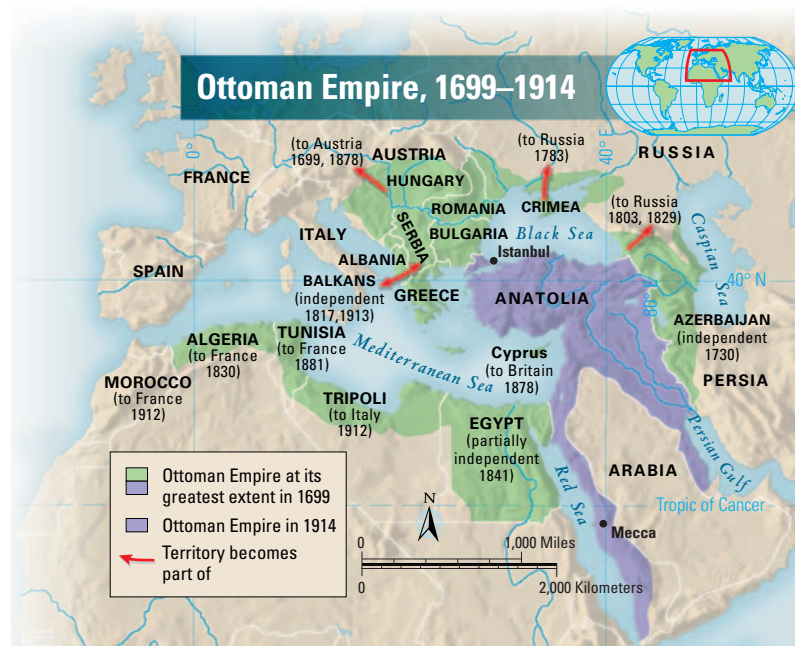 Ottoman Empire, 1699–1914
0°
40° E
(to Austria
1699, 1878)
AUSTRIA
(to Russia
1783)
RUSSIA
FRANCE
HUNGARY
ROMANIA
CRIMEA
(to Russia
1803, 1829)
SERBIA
BULGARIA
Black Sea
Caspian Sea
ITALY
Istanbul
ALBANIA
SPAIN
BALKANS
(independent
1817,1913)
GREECE
ANATOLIA
40° N
60° E
AZERBAIJAN
(independent
1730)
ALGERIA
(to France
1830)
TUNISIA
(to France
1881)
Mediterranean Sea
Cyprus
(to Britain
1878)
PERSIA
MOROCCO
(to France
1912)
TRIPOLI
(to Italy
1912)
EGYPT
(partially
independent
1841)
Persian Gulf
ARABIA
Red Sea
Tropic of Cancer
Mecca
Ottoman Empire at its
greatest extent in 1699
Ottoman Empire in 1914
Territory becomes
part of
N
0
1,000 Miles
0
2,000 Kilometers